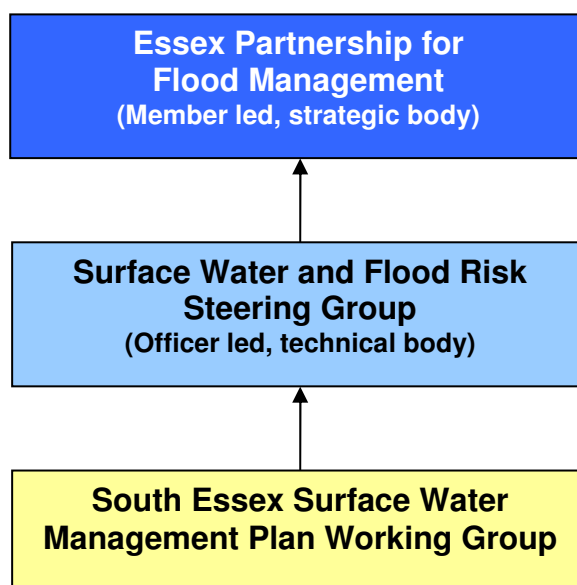 Essex Partnership for
Flood Management
(Member led, strategic body)
Surface Water and Flood Risk
Steering Group
(Officer led, technical body)
South Essex Surface Water
Management Plan Working Group